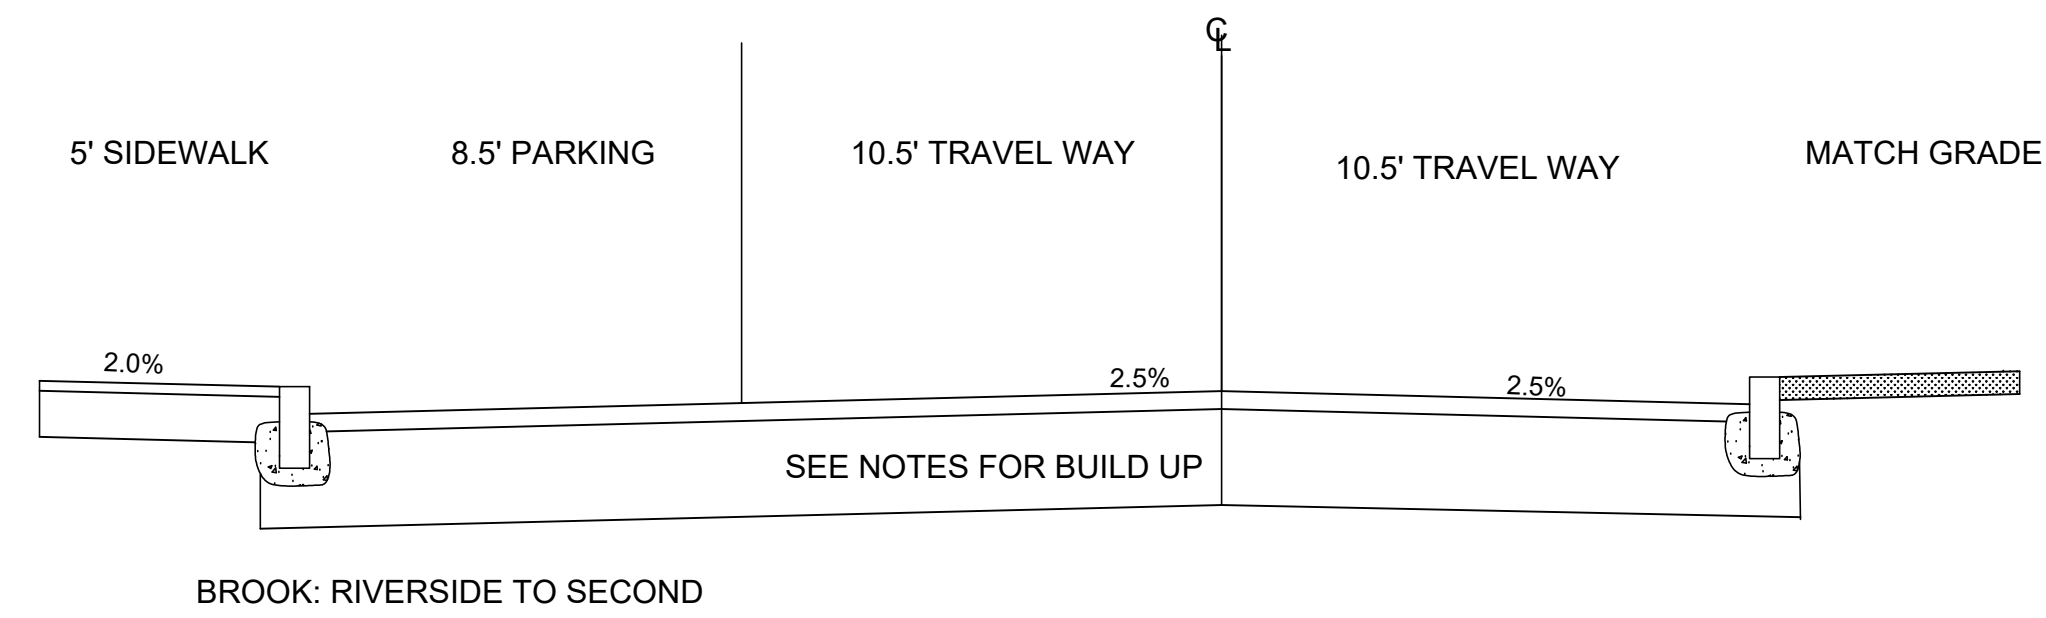 ℄
5' SIDEWALK
8.5' PARKING
10.5' TRAVEL WAY
10.5' TRAVEL WAY
MATCH GRADE
2.0%
2.5%
2.5%
SEE NOTES FOR BUILD UP
BROOK: RIVERSIDE TO SECOND